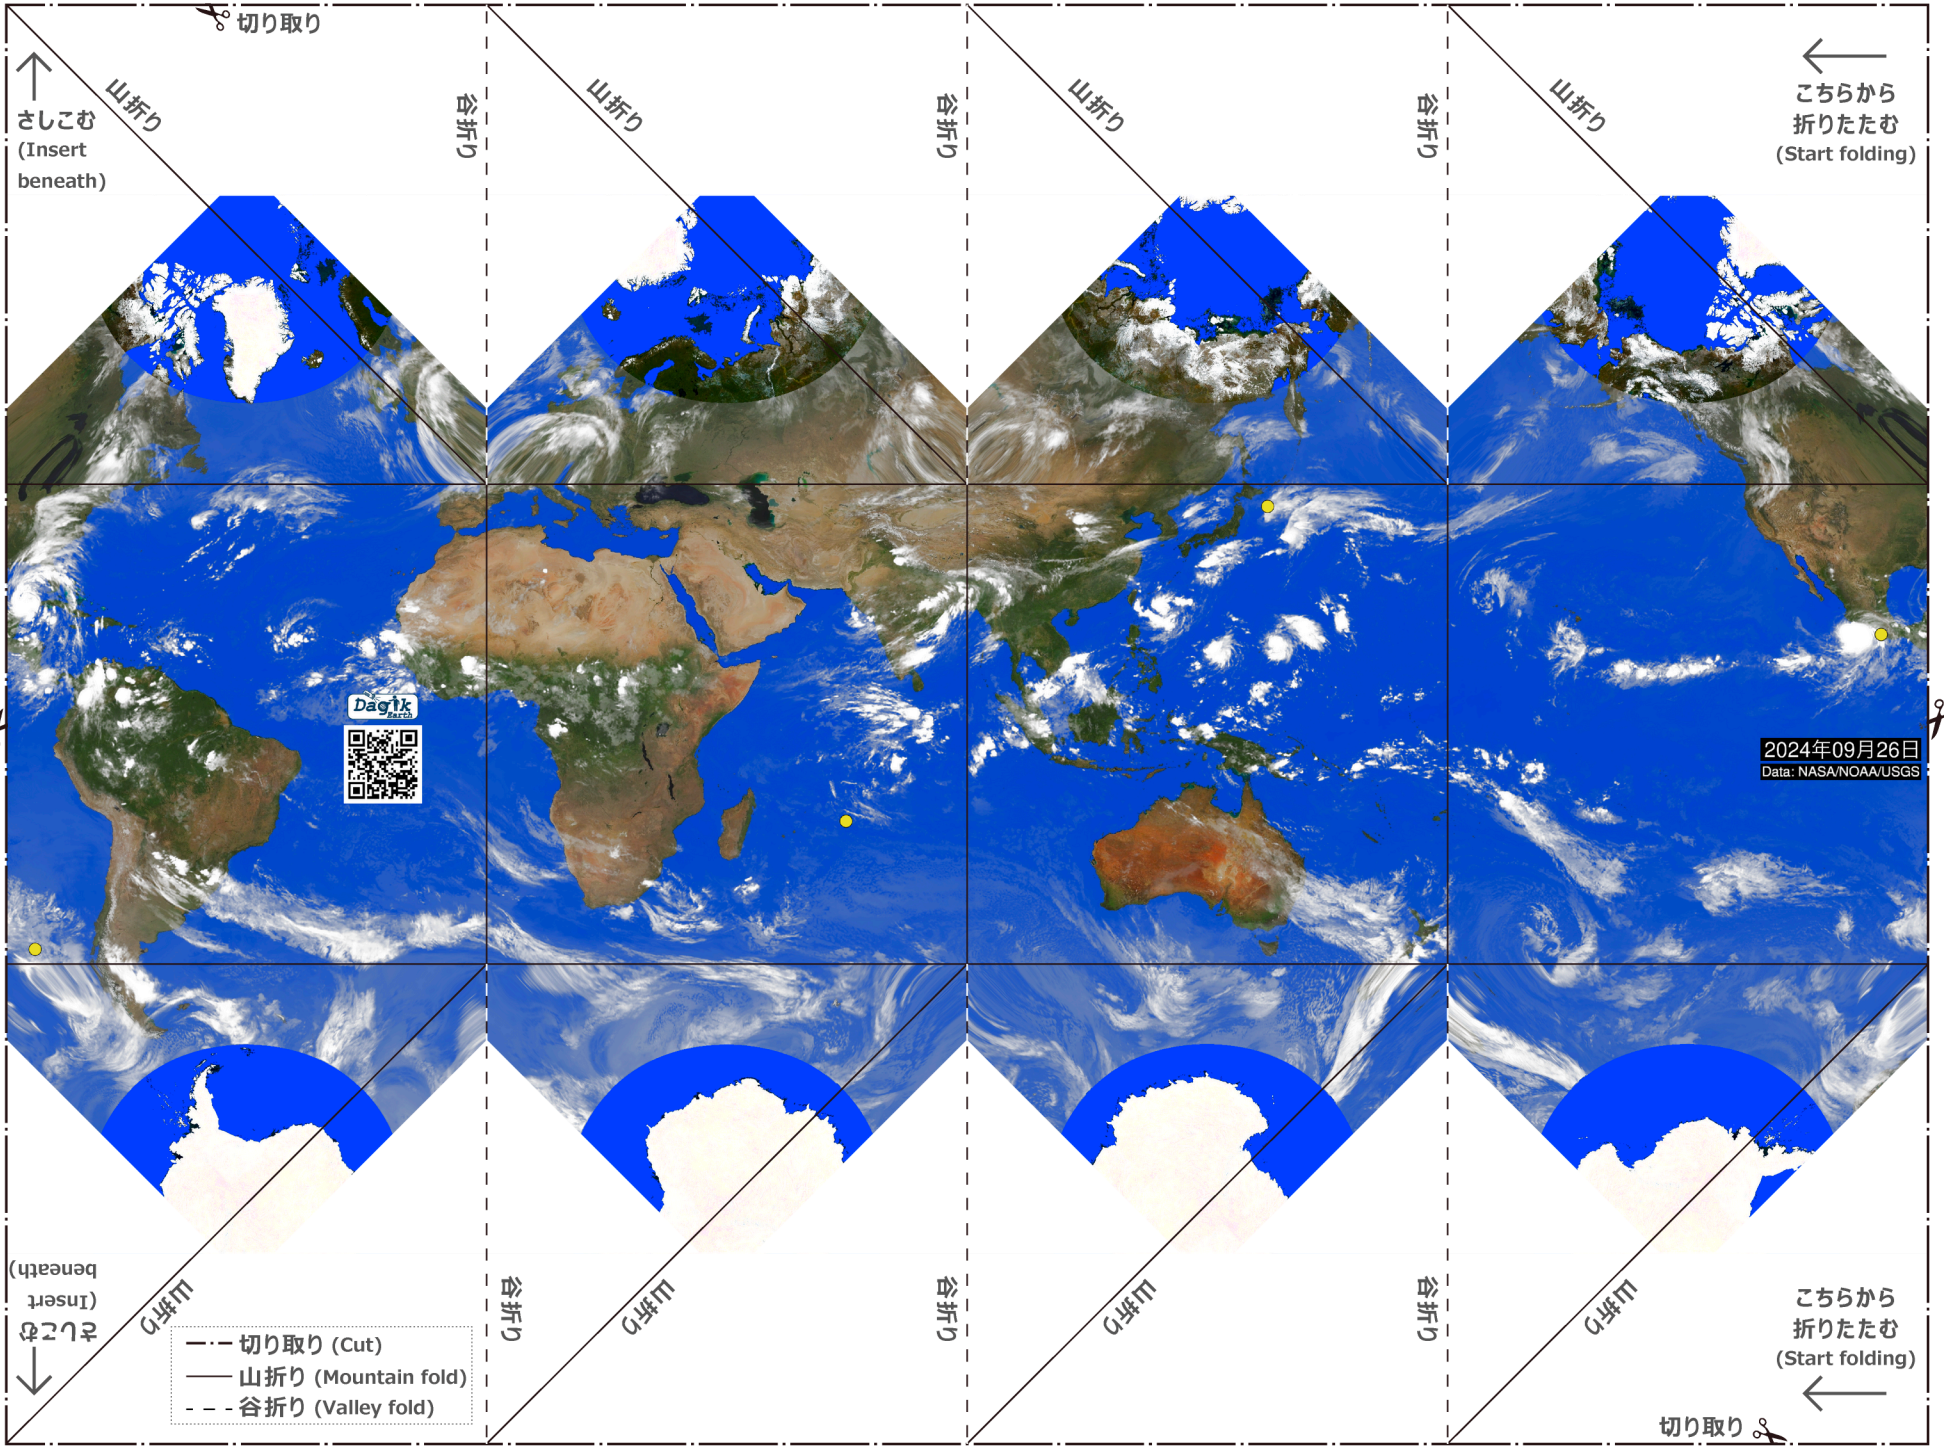 切り取り
さしこむ
(Insert
beneath)
山折り
谷折り
山折り
谷折り
山折り
谷折り
山折り
こちらから
折りたたむ
(Start folding)
Dagik
Earth
2024年09月26日
Data: NASA/NOAA/USGS
さしこむ
(Insert
beneath)
山折り
谷折り
山折り
谷折り
山折り
谷折り
山折り
こちらから
折りたたむ
(Start folding)
切り取り (Cut)
山折り (Mountain fold)
谷折り (Valley fold)
切り取り